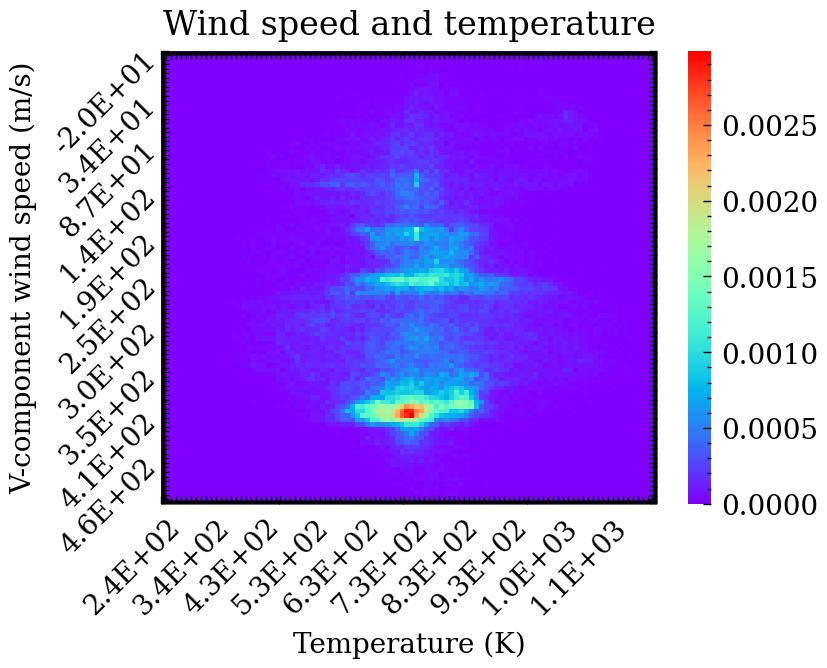 Wind speed and temperature
V-component wind speed (m/s)
-2.0E+01
3.4E+01
8.7E+01
1.4E+02
1.9E+02
2.5E+02
3.0E+02
3.5E+02
4.1E+02
4.6E+02
0.0025
0.0020
0.0015
0.0010
0.0005
0.0000
2.4E+02
3.4E+02
4.3E+02
5.3E+02
6.3E+02
7.3E+02
8.3E+02
9.3E+02
1.0E+03
1.1E+03
Temperature (K)